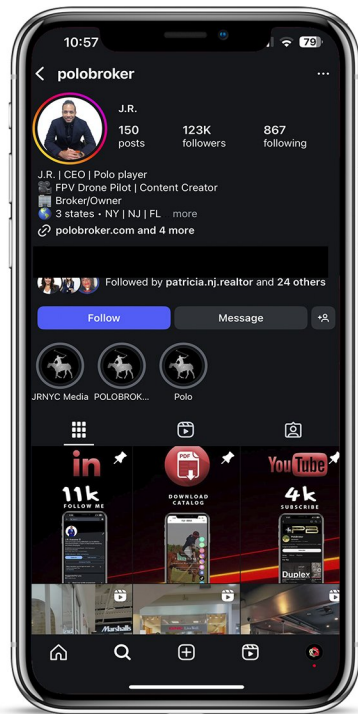 10:57
79
polobroker
J.R.
150
posts
123K
followers
867
following
J.R. | CEO | Polo player
FPV Drone Pilot | Content Creator
Broker/Owner
3 states • NY | NJ | FL more
polobroker.com and 4 more
Followed by patricia.nj.realtor and 24 others
Follow
Message
JRNYC Media
POLOBROK...
Polo
in
11k
FOLLOW ME
PDF
DOWNLOAD
CATALOG
YouTube
4k
SUBSCRIBE
Duplex
Marshalls